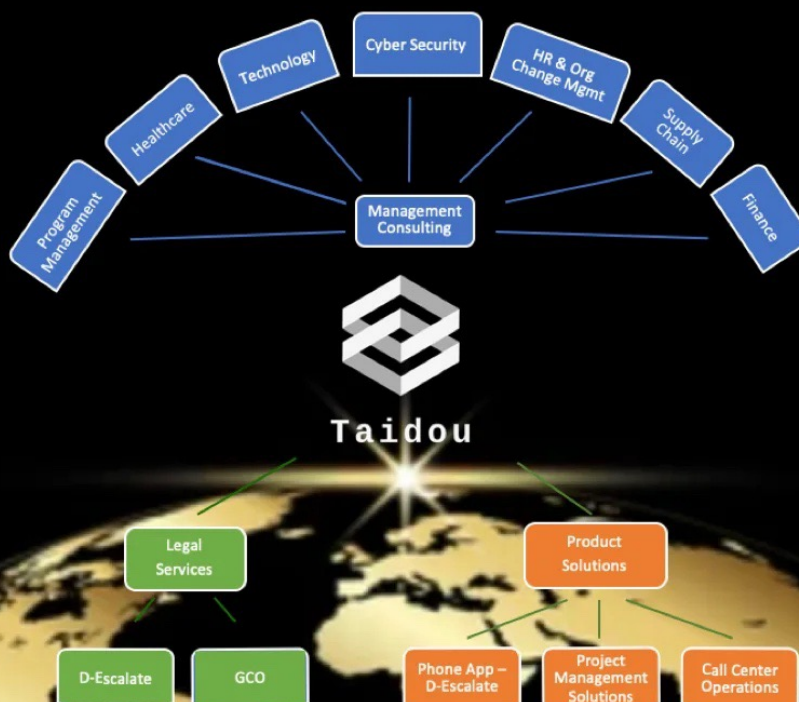 Cyber Security
Technology
HR & Org
Change Mgmt
Healthcare
Supply
Chain
Program
Management
Finance
Management
Consulting
Taidou
Legal
Services
Product
Solutions
D-Escalate
GCO
Phone App –
D-Escalate
Project
Management
Solutions
Call Center
Operations